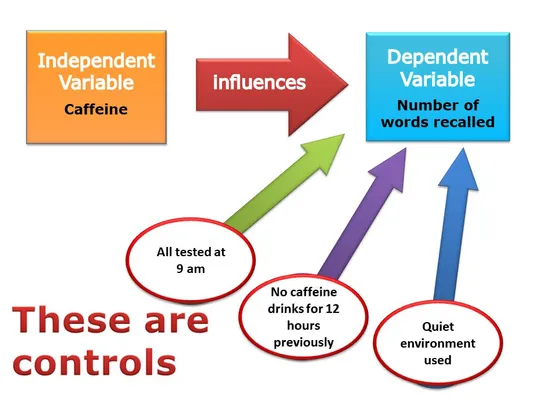 Independent
Variable
Caffeine
influences
Dependent
Variable
Number of
words recalled
All tested at
9 am
No caffeine
drinks for 12
hours
previously
Quiet
environment
used
These are
controls